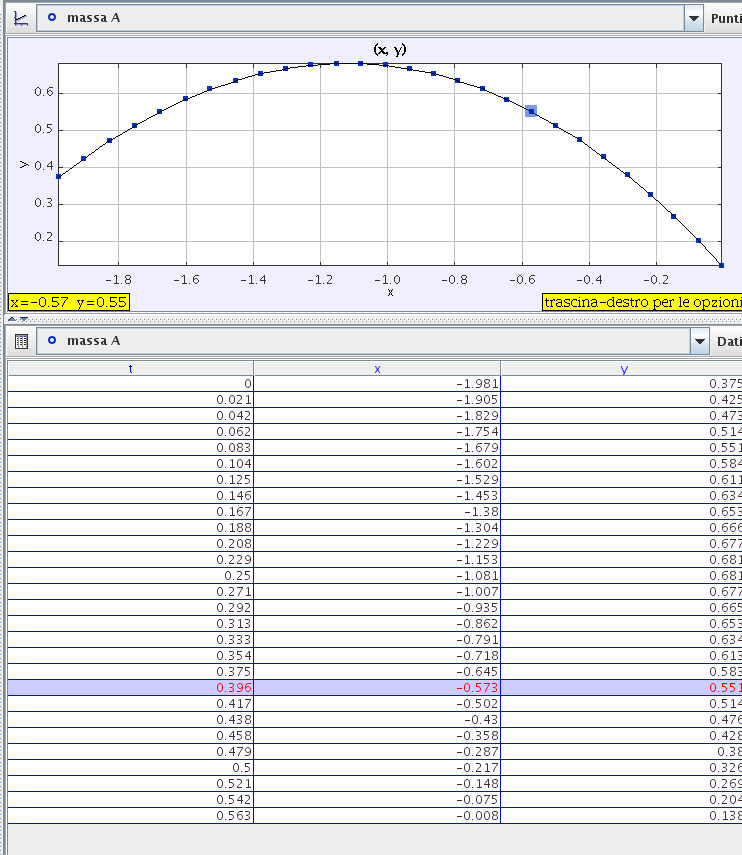 massa A Punti
(x, y)
0.6
0.5
0.4
0.3
0.2
y
−1.8 −1.6 −1.4 −1.2 −1.0 −0.8 −0.6 −0.4 −0.2
x
x=−0.57 y=0.55 trascina-destro per le opzioni
massa A Dati
t x y
0 −1.981 0.375
0.021 −1.905 0.425
0.042 −1.829 0.473
0.062 −1.754 0.514
0.083 −1.679 0.551
0.104 −1.602 0.584
0.125 −1.529 0.611
0.146 −1.453 0.634
0.167 −1.38 0.653
0.188 −1.304 0.666
0.208 −1.229 0.677
0.229 −1.153 0.681
0.25 −1.081 0.681
0.271 −1.007 0.677
0.292 −0.935 0.665
0.313 −0.862 0.653
0.333 −0.791 0.634
0.354 −0.718 0.613
0.375 −0.645 0.583
0.396 −0.573 0.551
0.417 −0.502 0.514
0.438 −0.43 0.476
0.458 −0.358 0.428
0.479 −0.287 0.38
0.5 −0.217 0.326
0.521 −0.148 0.269
0.542 −0.075 0.204
0.563 −0.008 0.138